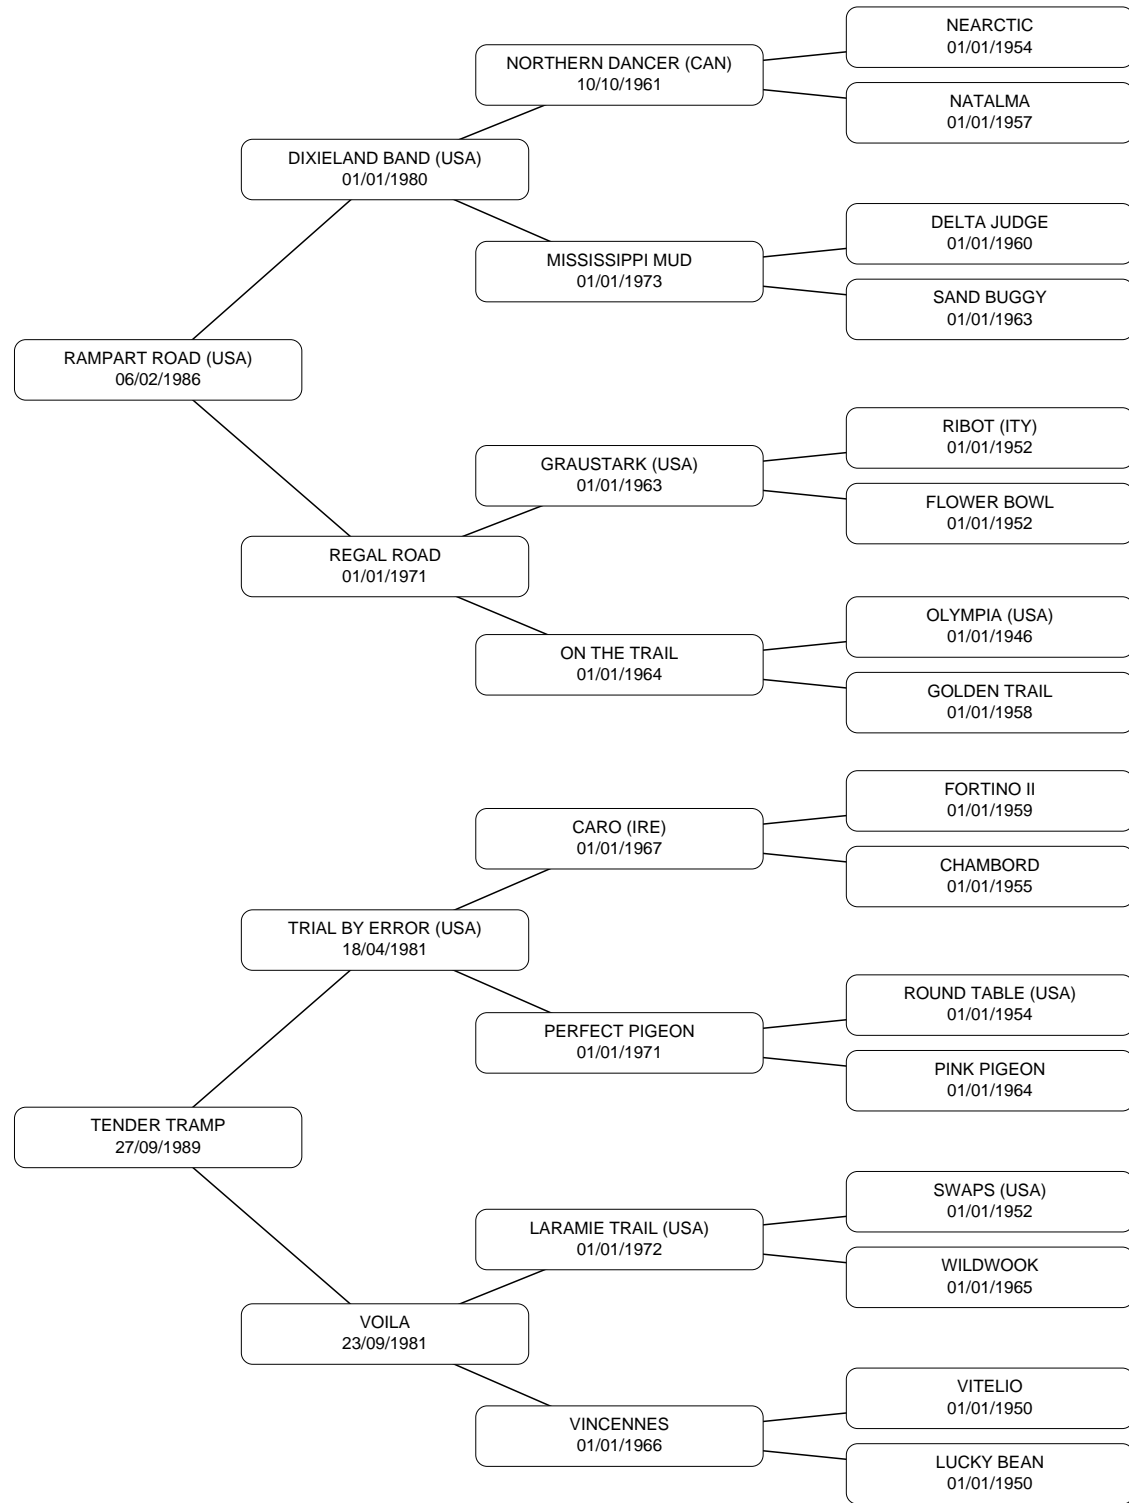 NEARCTIC
01/01/1954
NORTHERN DANCER (CAN)
10/10/1961
NATALMA
01/01/1957
DIXIELAND BAND (USA)
01/01/1980
DELTA JUDGE
01/01/1960
MISSISSIPPI MUD
01/01/1973
SAND BUGGY
01/01/1963
RAMPART ROAD (USA)
06/02/1986
RIBOT (ITY)
01/01/1952
GRAUSTARK (USA)
01/01/1963
FLOWER BOWL
01/01/1952
REGAL ROAD
01/01/1971
OLYMPIA (USA)
01/01/1946
ON THE TRAIL
01/01/1964
GOLDEN TRAIL
01/01/1958
FORTINO II
01/01/1959
CARO (IRE)
01/01/1967
CHAMBORD
01/01/1955
TRIAL BY ERROR (USA)
18/04/1981
ROUND TABLE (USA)
01/01/1954
PERFECT PIGEON
01/01/1971
PINK PIGEON
01/01/1964
TENDER TRAMP
27/09/1989
SWAPS (USA)
01/01/1952
LARAMIE TRAIL (USA)
01/01/1972
WILDWOOK
01/01/1965
VOILA
23/09/1981
VITELIO
01/01/1950
VINCENNES
01/01/1966
LUCKY BEAN
01/01/1950